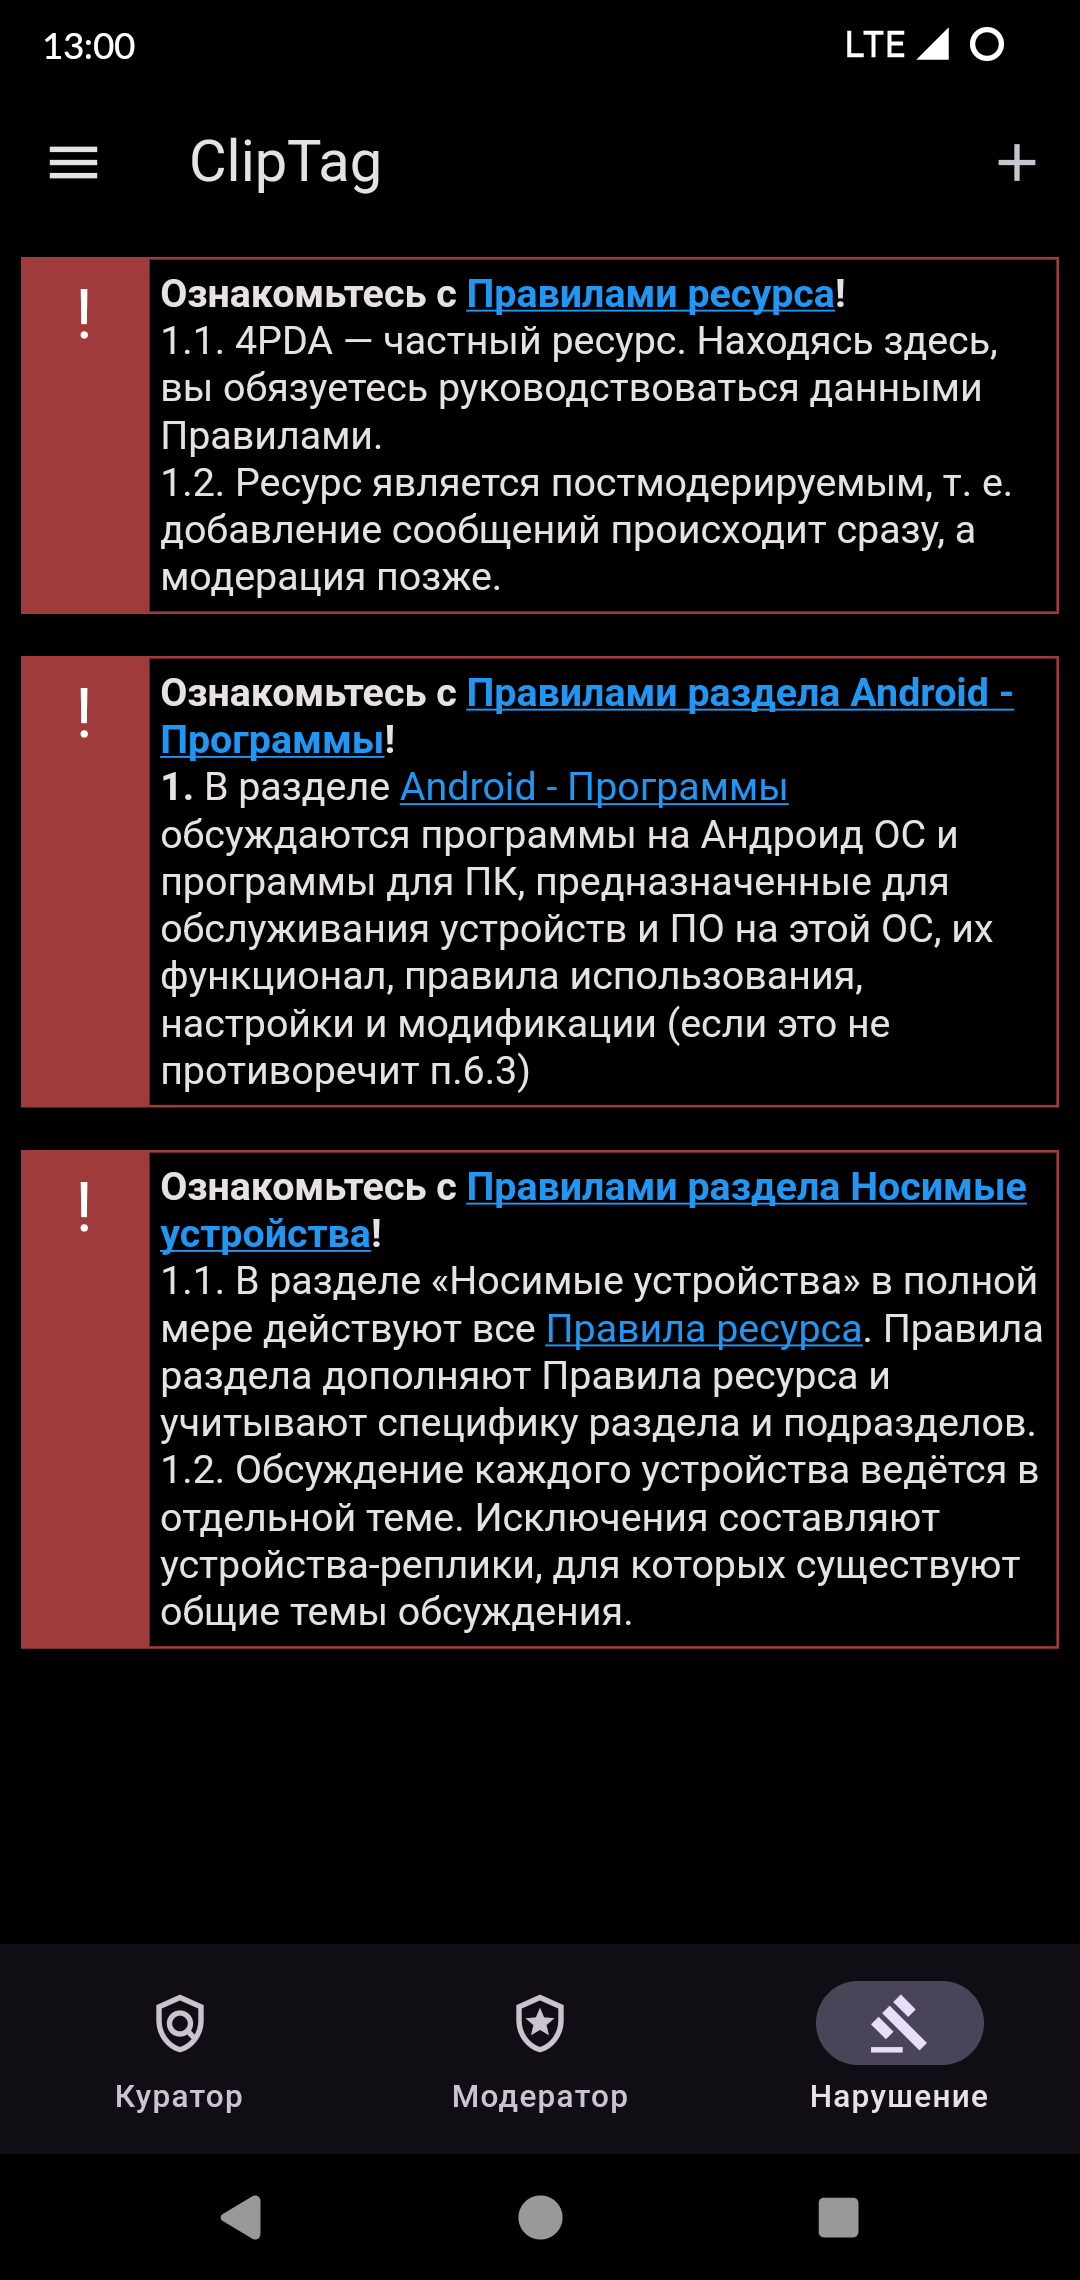 13:00
LTE
ClipTag
!
Ознакомьтесь с Правилами ресурса!
1.1. 4PDA — частный ресурс. Находясь здесь,
вы обязуетесь руководствоваться данными
Правилами.
1.2. Ресурс является постмодерируемым, т. е.
добавление сообщений происходит сразу, а
модерация позже.
!
Ознакомьтесь с Правилами раздела Android -
Программы!
1. В разделе Android - Программы
обсуждаются программы на Андроид ОС и
программы для ПК, предназначенные для
обслуживания устройств и ПО на этой ОС, их
функционал, правила использования,
настройки и модификации (если это не
противоречит п.6.3)
!
Ознакомьтесь с Правилами раздела Носимые
устройства!
1.1. В разделе «Носимые устройства» в полной
мере действуют все Правила ресурса. Правила
раздела дополняют Правила ресурса и
учитывают специфику раздела и подразделов.
1.2. Обсуждение каждого устройства ведётся в
отдельной теме. Исключения составляют
устройства-реплики, для которых существуют
общие темы обсуждения.
Куратор
Модератор
Нарушение